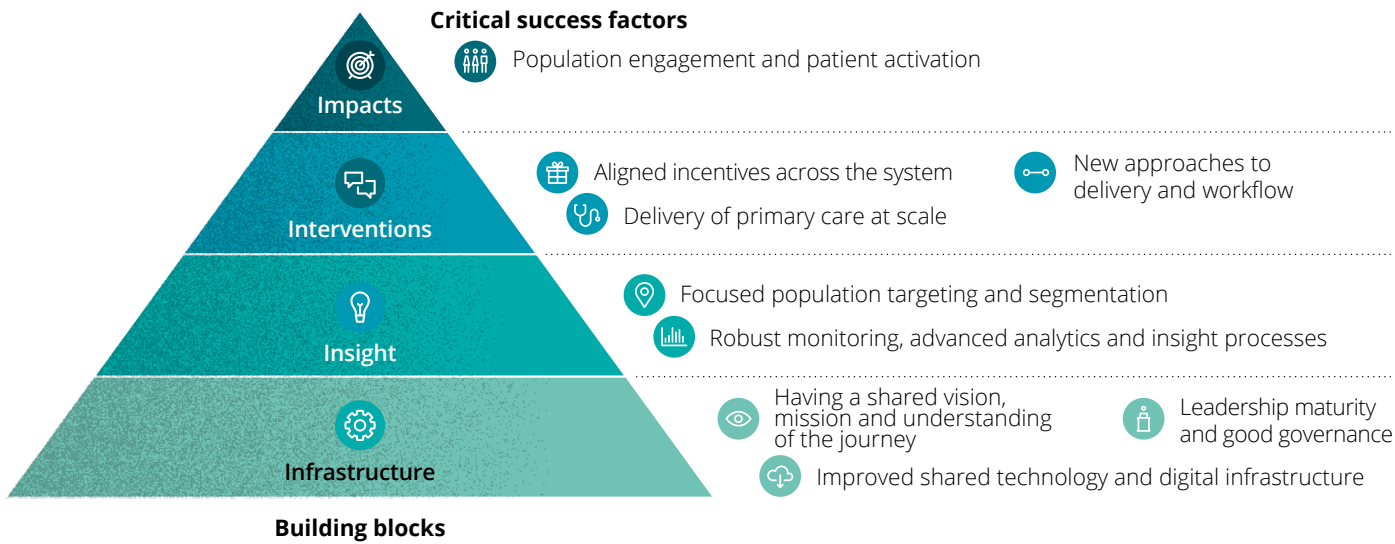 Critical success factors
Impacts
Population engagement and patient activation
Interventions
Aligned incentives across the system
Delivery of primary care at scale
New approaches to
delivery and workflow
Insight
Focused population targeting and segmentation
Robust monitoring, advanced analytics and insight processes
Infrastructure
Having a shared vision,
mission and understanding
of the journey
Leadership maturity
and good governance
Improved shared technology and digital infrastructure
Building blocks